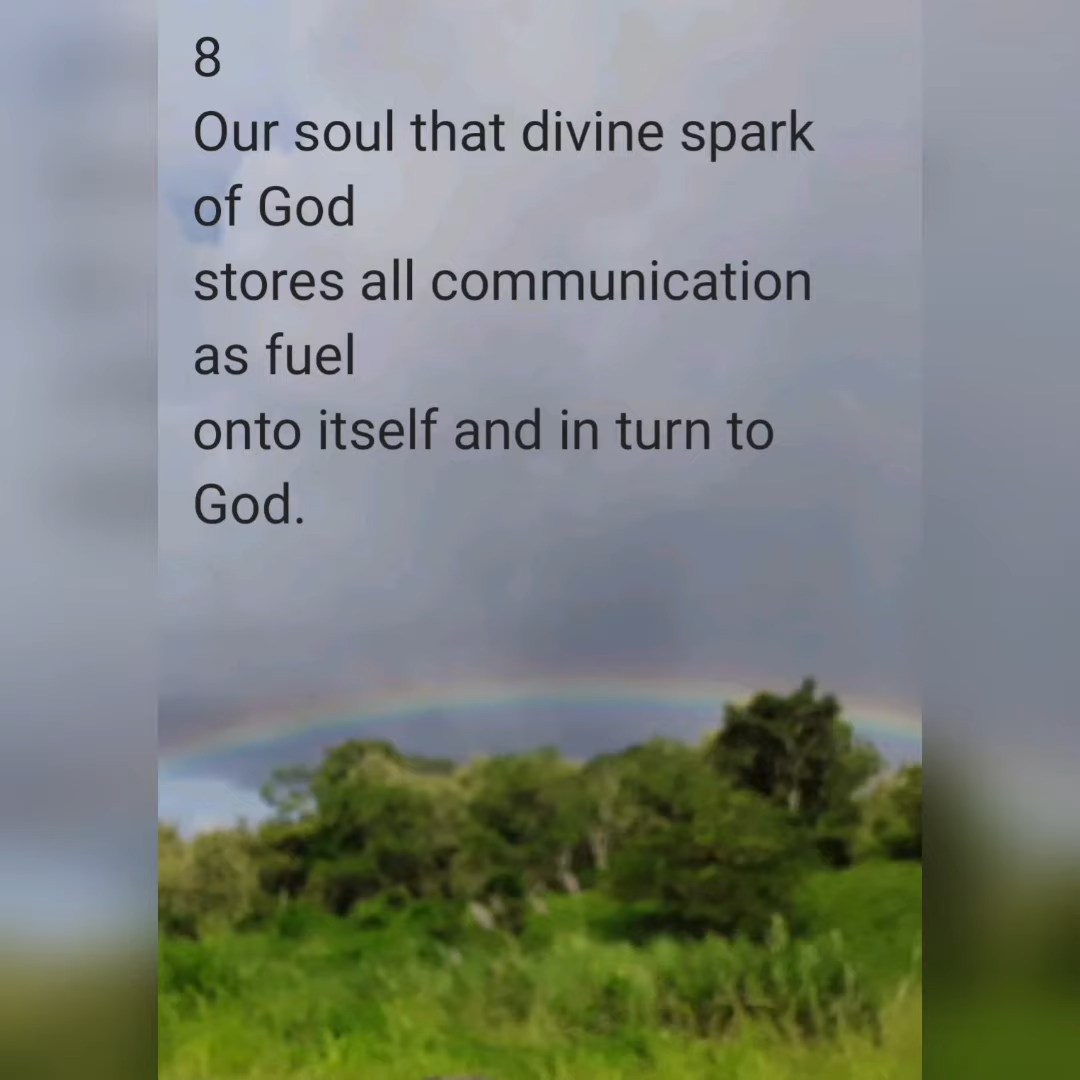 8
Our soul that divine spark
of God
stores all communication
as fuel
onto itself and in turn to
God.